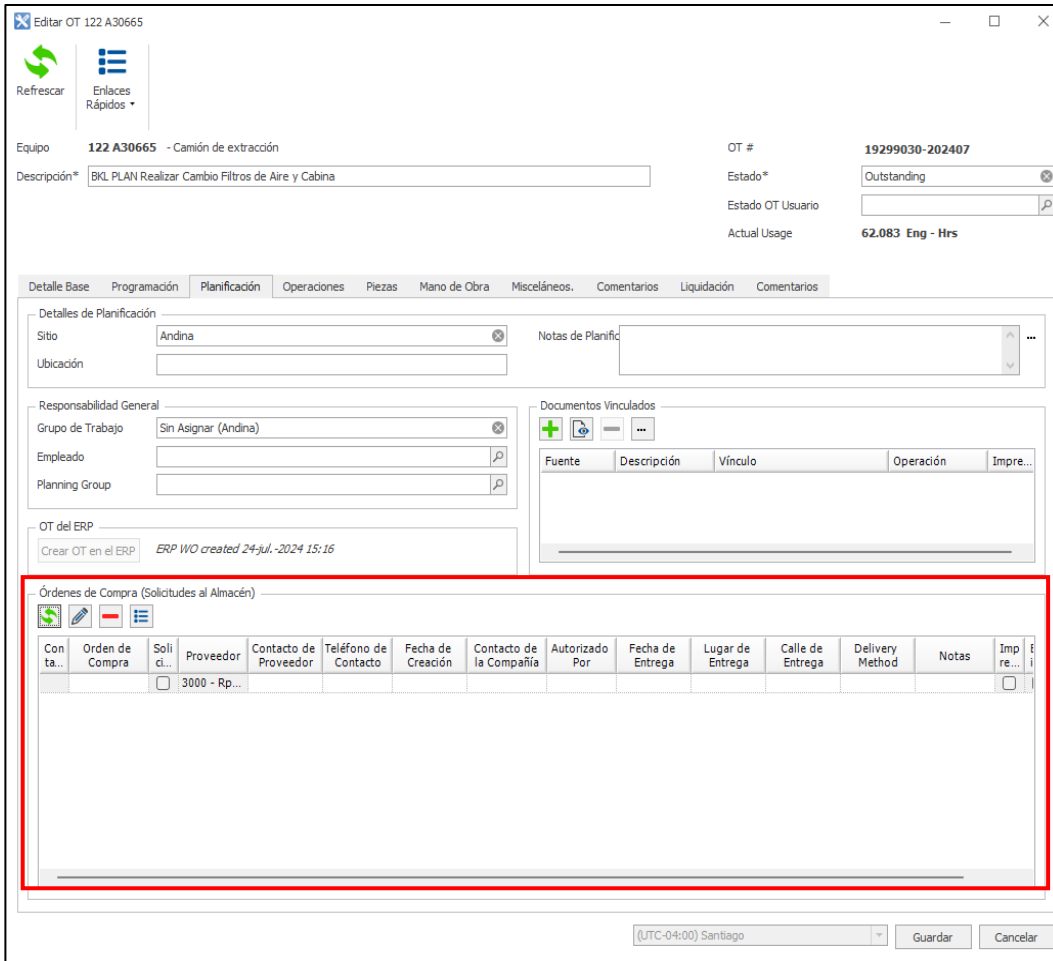 Editar OT 122 A30665
Refrescar
Enlaces
Rápidos
Equipo 122 A30665 - Camión de extracción OT # 19299030-202407
Descripción* BKL PLAN Realizar Cambio Filtros de Aire y Cabina Estado* Outstanding
Estado OT Usuario
Actual Usage 62.083 Eng - Hrs
Detalle Base Programación Planificación Operaciones Piezas Mano de Obra Misceláneos. Comentarios Liquidación Comentarios
Detalles de Planificación
Sitio Andina Notas de Planific ...
Ubicación
Responsabilidad General Documentos Vinculados
Grupo de Trabajo Sin Asignar (Andina) ...
Empleado
Fuente Descripción Vínculo Operación Impre...
Planning Group
OT del ERP
Crear OT en el ERP ERP WO created 24-jul.-2024 15:16
Órdenes de Compra (Solicitudes al Almacén)
Con Orden de Soli Proveedor Contacto de Teléfono de Fecha de Contacto de Autorizado Fecha de Lugar de Calle de Delivery Notas Imp
ta... Compra ci... Proveedor Contacto Creación la Compañía Por Entrega Entrega Entrega Method re...
3000 - Rp...
(UTC-04:00) Santiago Guardar Cancelar